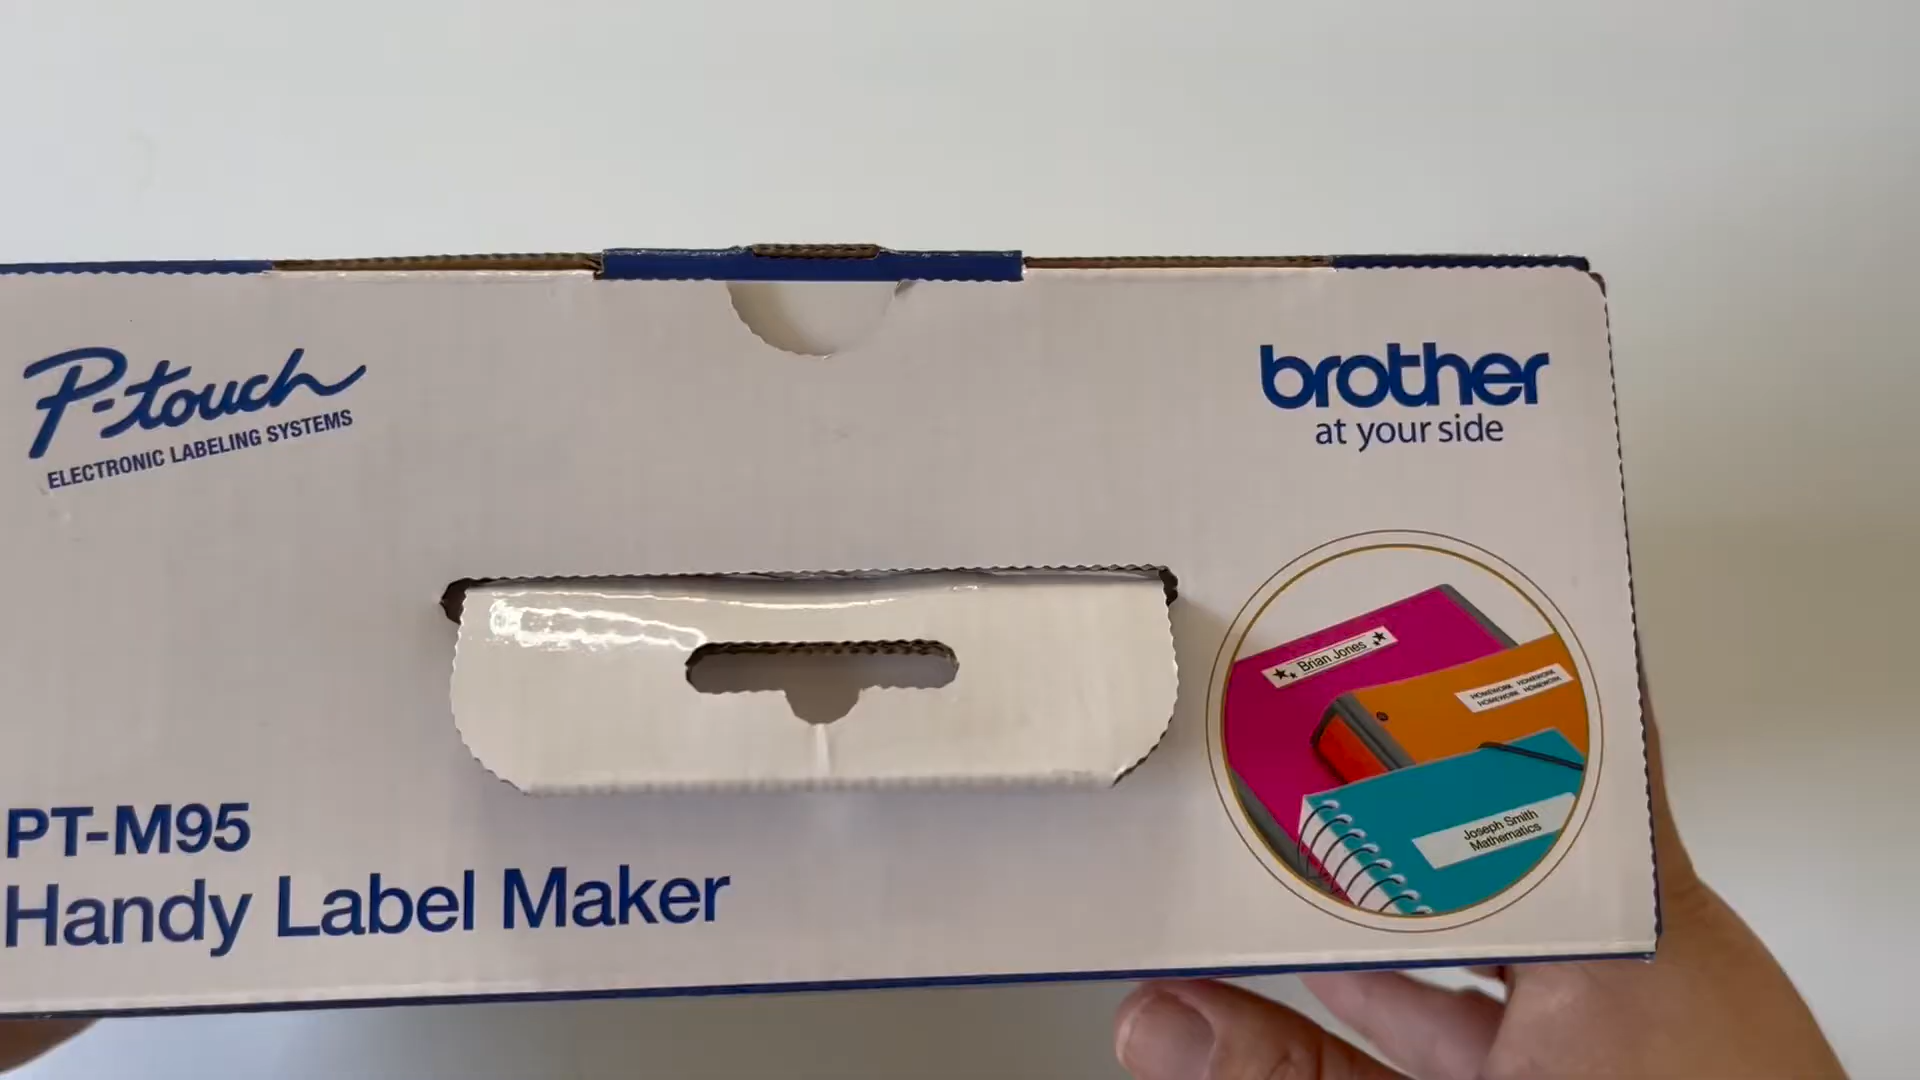 P-touch
ELECTRONIC LABELING SYSTEMS
brother
at your side
Brian Jones
HOMEWORK HOMEWORK
HOMEWORK HOMEWORK
Joseph Smith
Mathematics
PT-M95
Handy Label Maker